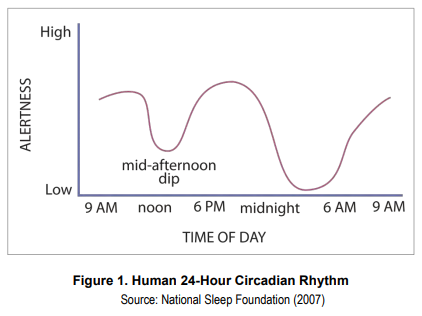 High
ALERTNESS
mid-afternoon
dip
Low
9 AM noon 6 PM midnight 6 AM 9 AM
TIME OF DAY
Figure 1. Human 24-Hour Circadian Rhythm
Source: National Sleep Foundation (2007)